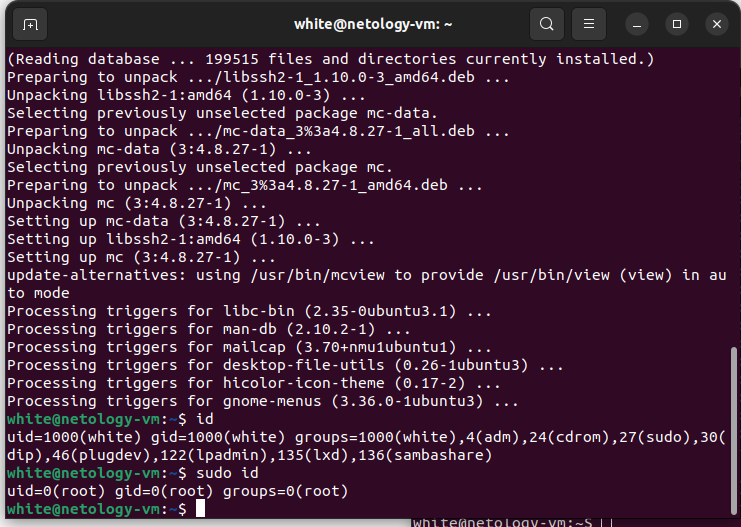 white@netology-vm: ~
(Reading database ... 199515 files and directories currently installed.)
Preparing to unpack .../libssh2-1_1.10.0-3_amd64.deb ...
Unpacking libssh2-1:amd64 (1.10.0-3) ...
Selecting previously unselected package mc-data.
Preparing to unpack .../mc-data_3%3a4.8.27-1_all.deb ...
Unpacking mc-data (3:4.8.27-1) ...
Selecting previously unselected package mc.
Preparing to unpack .../mc_3%3a4.8.27-1_amd64.deb ...
Unpacking mc (3:4.8.27-1) ...
Setting up mc-data (3:4.8.27-1) ...
Setting up libssh2-1:amd64 (1.10.0-3) ...
Setting up mc (3:4.8.27-1) ...
update-alternatives: using /usr/bin/mcview to provide /usr/bin/view (view) in au
to mode
Processing triggers for libc-bin (2.35-0ubuntu3.1) ...
Processing triggers for man-db (2.10.2-1) ...
Processing triggers for mailcap (3.70+nmu1ubuntu1) ...
Processing triggers for desktop-file-utils (0.26-1ubuntu3) ...
Processing triggers for hicolor-icon-theme (0.17-2) ...
Processing triggers for gnome-menus (3.36.0-1ubuntu3) ...
white@netology-vm:~$ id
uid=1000(white) gid=1000(white) groups=1000(white),4(adm),24(cdrom),27(sudo),30(
dip),46(plugdev),122(lpadmin),135(lxd),136(sambashare)
white@netology-vm:~$ sudo id
uid=0(root) gid=0(root) groups=0(root)
white@netology-vm:~$
white@netology-vm:~$